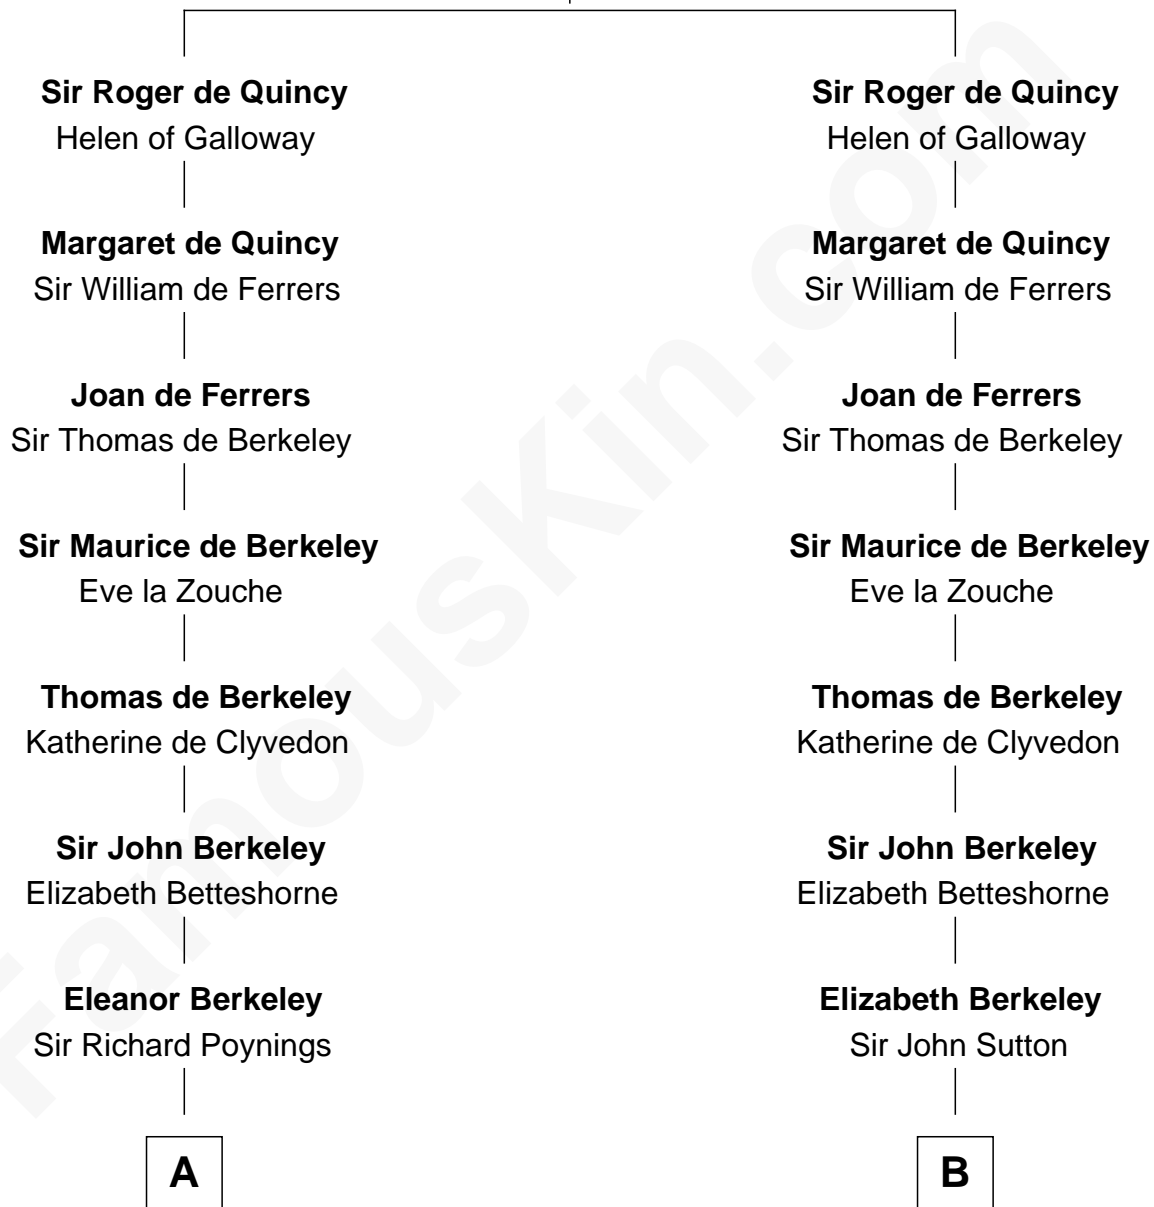 Sir Roger de Quincy
Helen of Galloway
Margaret de Quincy
Sir William de Ferrers
Joan de Ferrers
Sir Thomas de Berkeley
Sir Maurice de Berkeley
Eve la Zouche
Thomas de Berkeley
Katherine de Clyvedon
Sir John Berkeley
Elizabeth Betteshorne
Eleanor Berkeley
Sir Richard Poynings
A
Sir Roger de Quincy
Helen of Galloway
Margaret de Quincy
Sir William de Ferrers
Joan de Ferrers
Sir Thomas de Berkeley
Sir Maurice de Berkeley
Eve la Zouche
Thomas de Berkeley
Katherine de Clyvedon
Sir John Berkeley
Elizabeth Betteshorne
Elizabeth Berkeley
Sir John Sutton
B
FamousKin.com